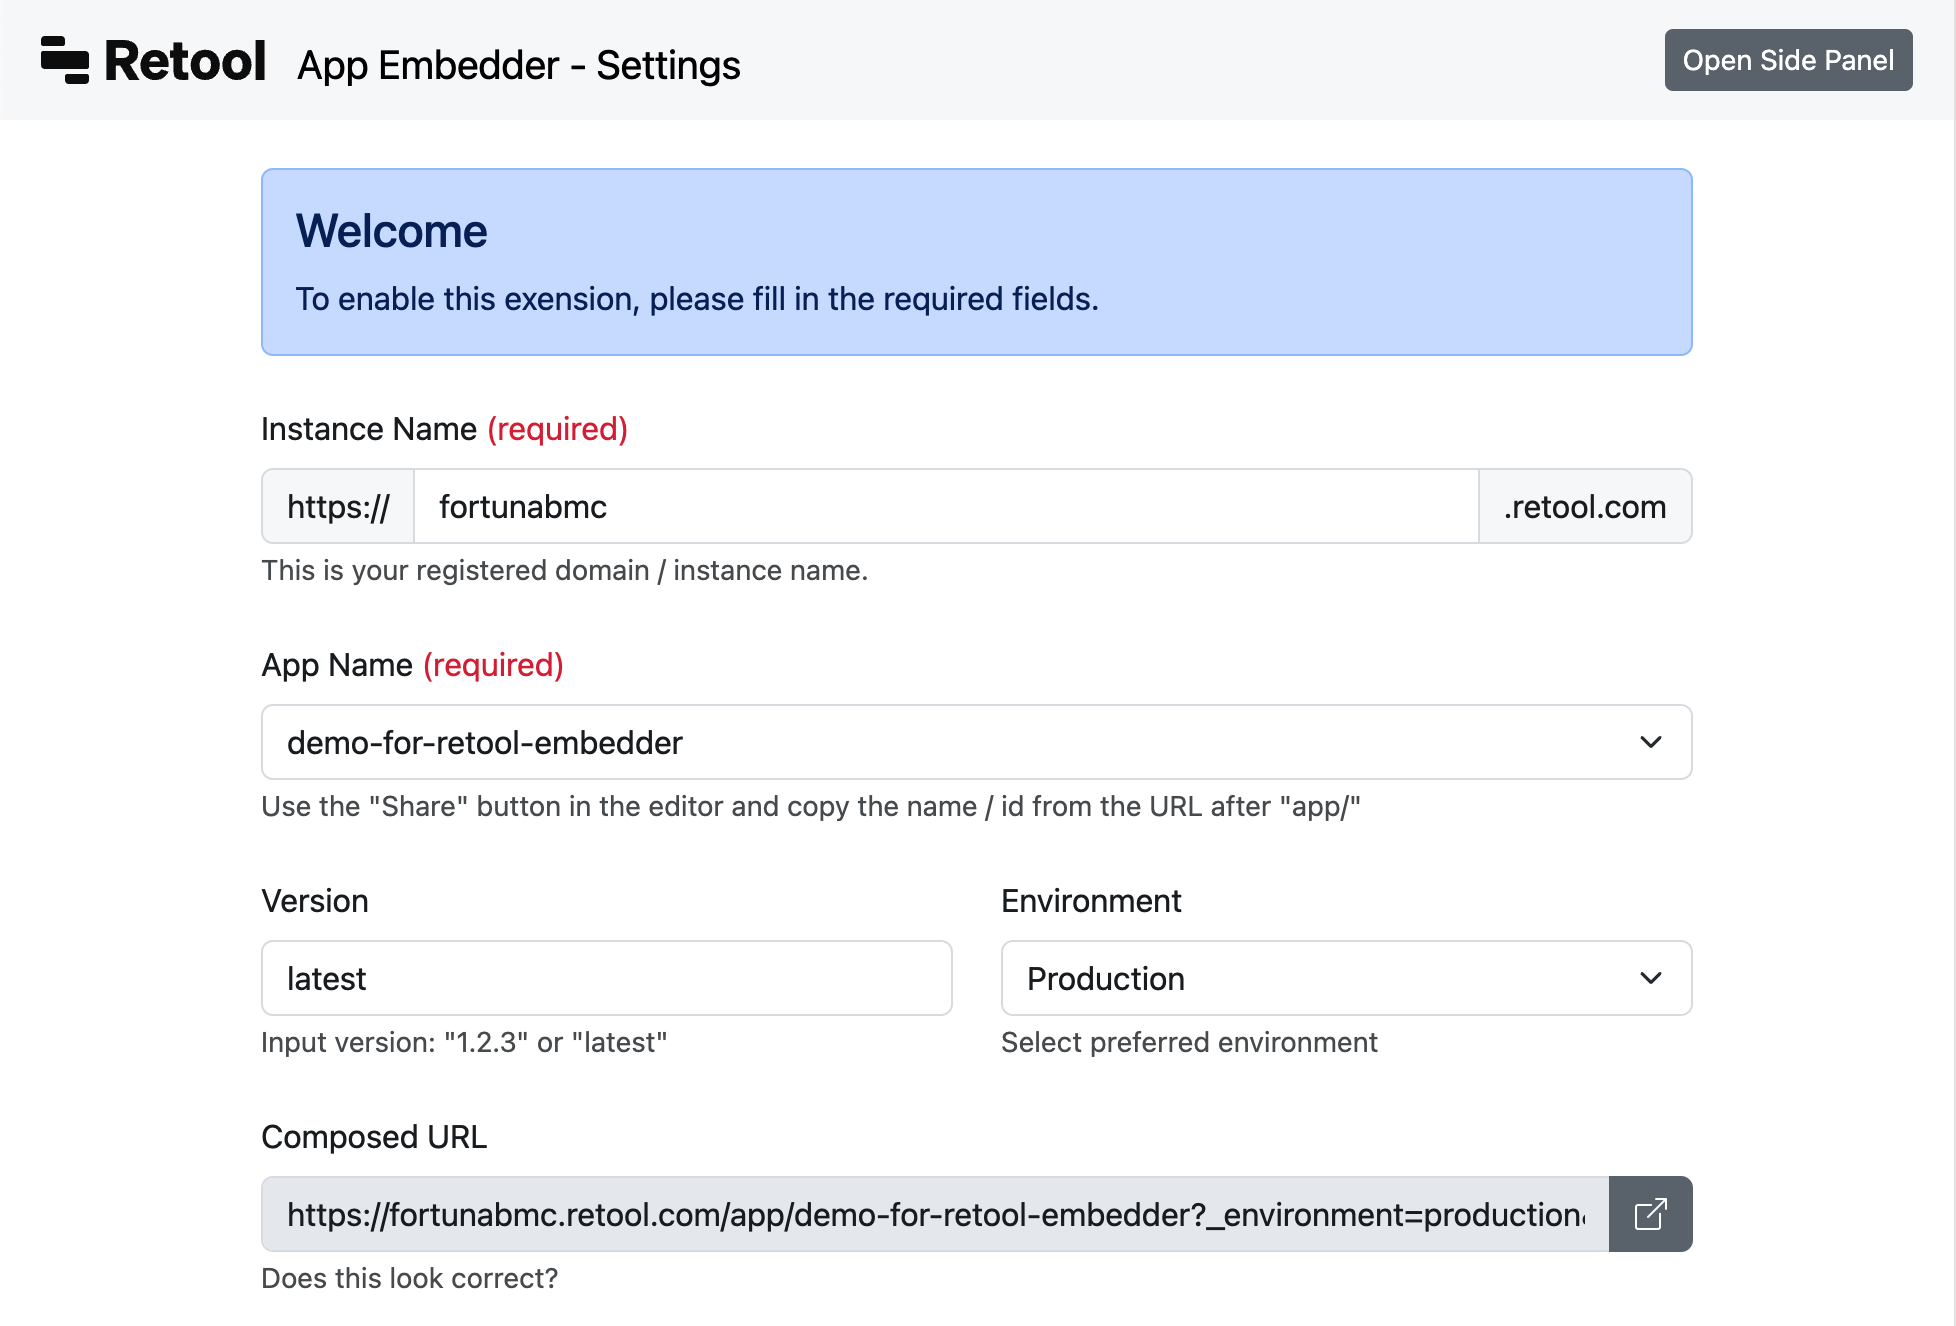 Retool App Embedder - Settings
Open Side Panel
Welcome
To enable this exension, please fill in the required fields.
Instance Name (required)
https:// fortunabmc .retool.com
This is your registered domain / instance name.
App Name (required)
demo-for-retool-embedder
Use the "Share" button in the editor and copy the name / id from the URL after "app/"
Version
latest
Input version: "1.2.3" or "latest"
Environment
Production
Select preferred environment
Composed URL
https://fortunabmc.retool.com/app/demo-for-retool-embedder?_environment=production
Does this look correct?